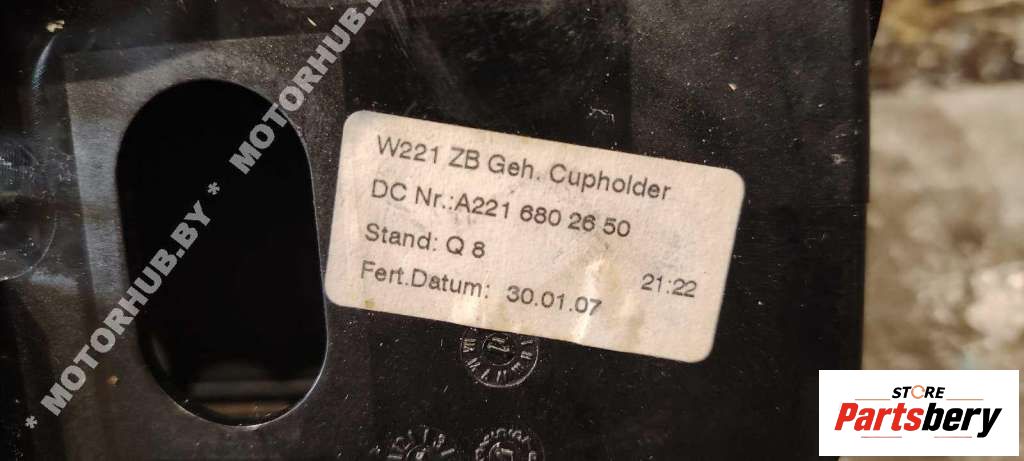 * MOTORHUB.BY * MOTORHUB.BY
W221 ZB Geh. Cupholder
DC Nr.:A221 680 26 50
Stand: Q 8
21:22
Fert.Datum: 30.01.07
STORE
Partsbery